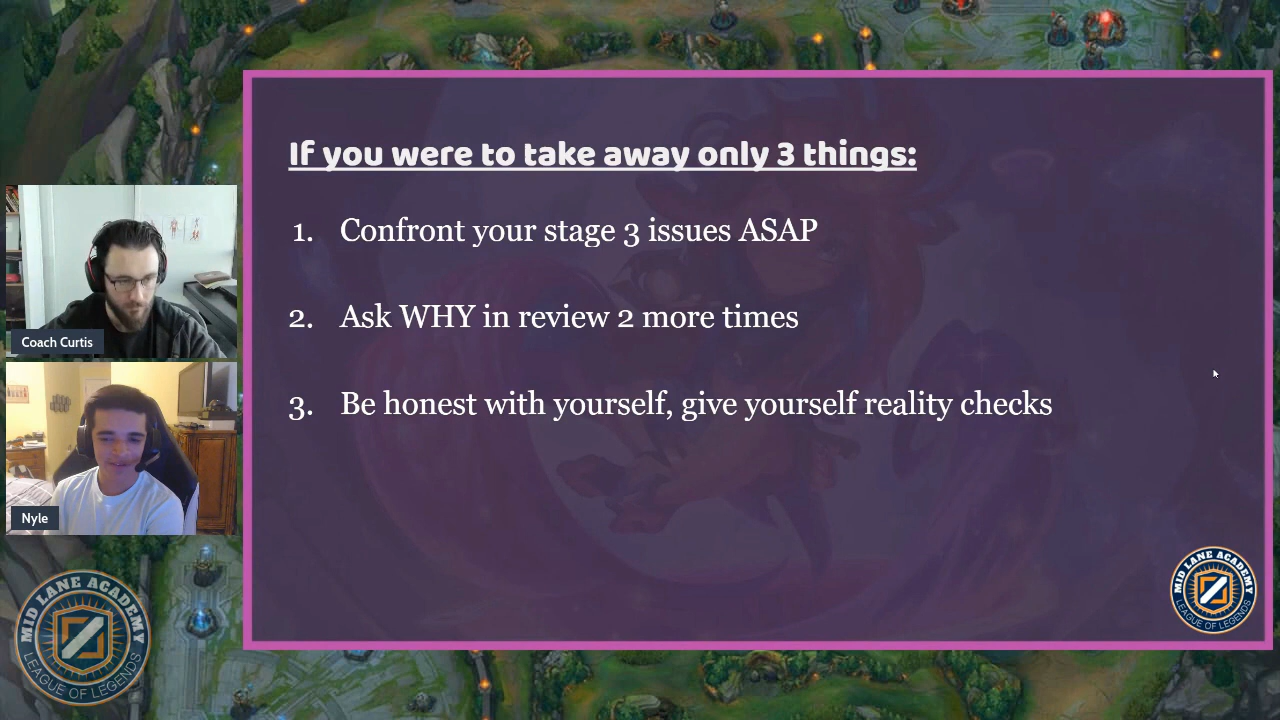 If you were to take away only 3 things:
1. Confront your stage 3 issues ASAP
2. Ask WHY in review 2 more times
3. Be honest with yourself, give yourself reality checks
Coach Curtis
Nyle
MID LANE ACADEMY
LEAGUE OF LEGENDS
MID LANE ACADEMY
LEAGUE OF LEGENDS